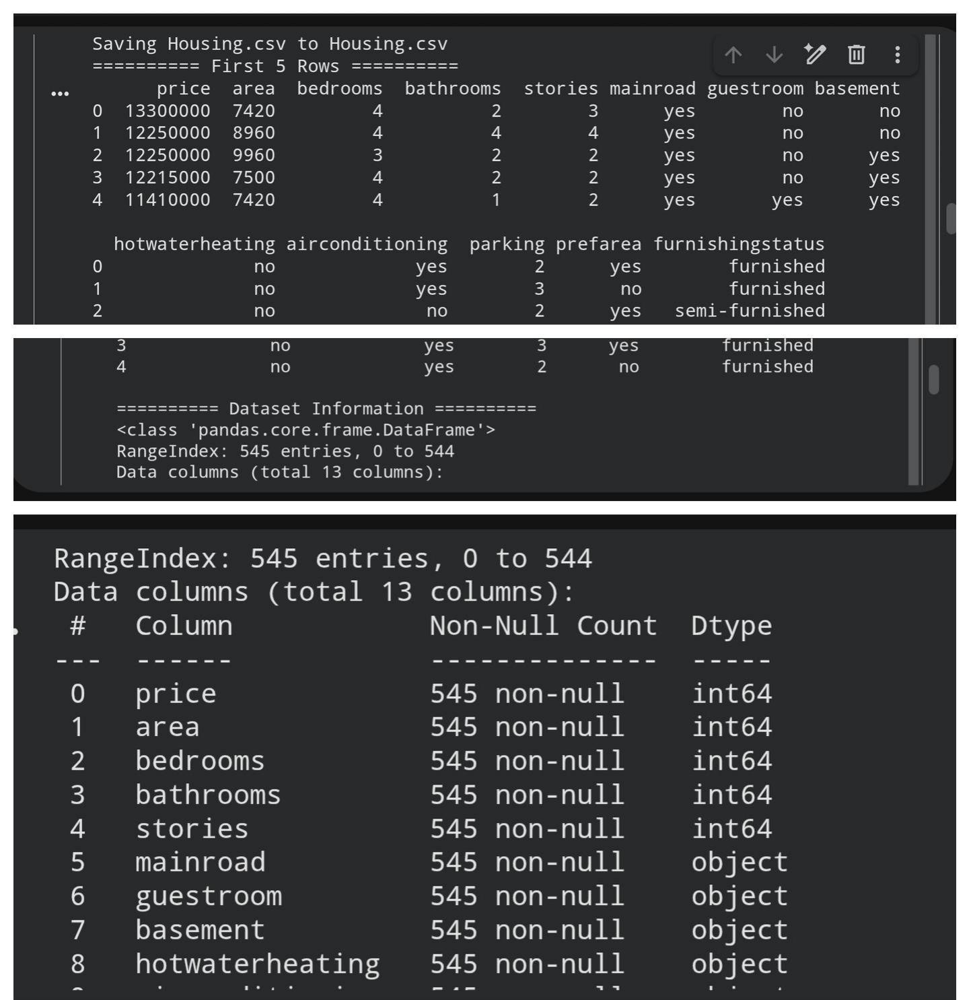 Saving Housing.csv to Housing.csv
========== First 5 Rows ==========
price area bedrooms bathrooms stories mainroad guestroom basement
0 13300000 7420 4 2 3 yes no no
1 12250000 8960 4 4 4 yes no no
2 12250000 9960 3 2 2 yes no yes
3 12215000 7500 4 2 2 yes no yes
4 11410000 7420 4 1 2 yes yes yes
hotwaterheating airconditioning parking prefarea furnishingstatus
0 no yes 2 yes furnished
1 no yes 3 no furnished
2 no no 2 yes semi-furnished
3 no yes 3 yes furnished
4 no yes 2 no furnished
========== Dataset Information ==========
<class 'pandas.core.frame.DataFrame'>
RangeIndex: 545 entries, 0 to 544
Data columns (total 13 columns):
RangeIndex: 545 entries, 0 to 544
Data columns (total 13 columns):
# Column Non-Null Count Dtype
--- ------ -------------- -----
0 price 545 non-null int64
1 area 545 non-null int64
2 bedrooms 545 non-null int64
3 bathrooms 545 non-null int64
4 stories 545 non-null int64
5 mainroad 545 non-null object
6 guestroom 545 non-null object
7 basement 545 non-null object
8 hotwaterheating 545 non-null object